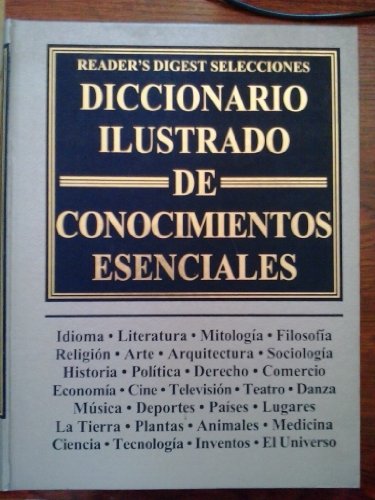 READER'S DIGEST SELECCIONES
DICCIONARIO
ILUSTRADO
DE
CONOCIMIENTOS
ESENCIALES
Idioma • Literatura • Mitología • Filosofía
Religión • Arte • Arquitectura • Sociología
Historia • Política • Derecho • Comercio
Economía • Cine • Televisión • Teatro • Danza
Música • Deportes • Países • Lugares
La Tierra • Plantas • Animales • Medicina
Ciencia • Tecnología • Inventos • El Universo